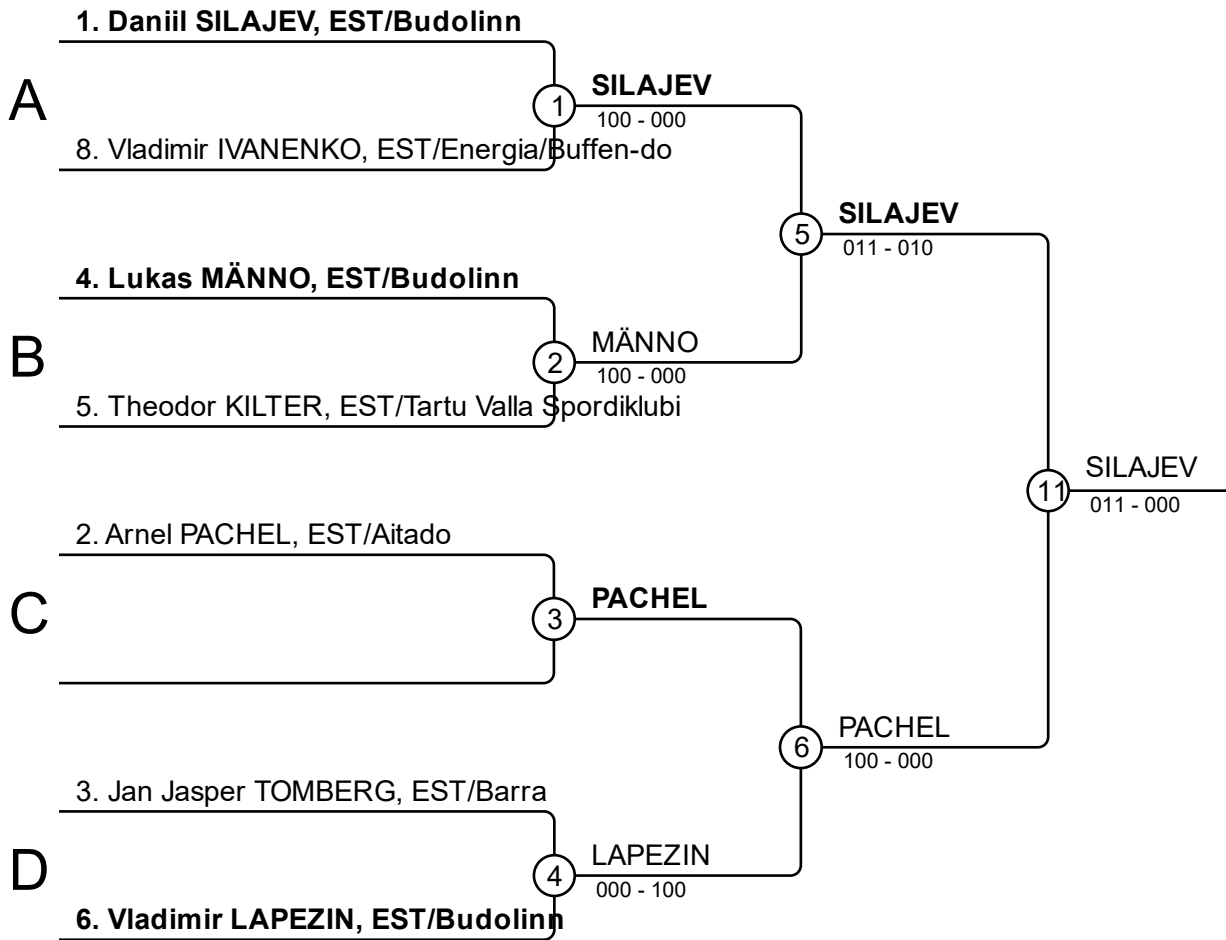 1. Daniil SILAJEV, EST/Budolinn
A
1
SILAJEV
100 - 000
8. Vladimir IVANENKO, EST/Energia/Buffen-do
5
SILAJEV
011 - 010
4. Lukas MÄNNO, EST/Budolinn
B
2
MÄNNO
100 - 000
5. Theodor KILTER, EST/Tartu Valla Spordiklubi
11
SILAJEV
011 - 000
2. Arnel PACHEL, EST/Aitado
C
3
PACHEL
6
PACHEL
100 - 000
3. Jan Jasper TOMBERG, EST/Barra
D
4
LAPEZIN
000 - 100
6. Vladimir LAPEZIN, EST/Budolinn